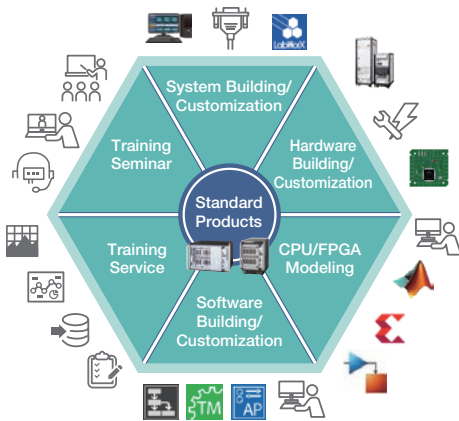 LabWorX
System Building/
Customization
Training
Seminar
Hardware
Building/
Customization
Standard
Products
Training
Service
CPU/FPGA
Modeling
Software
Building/
Customization
TM
AP